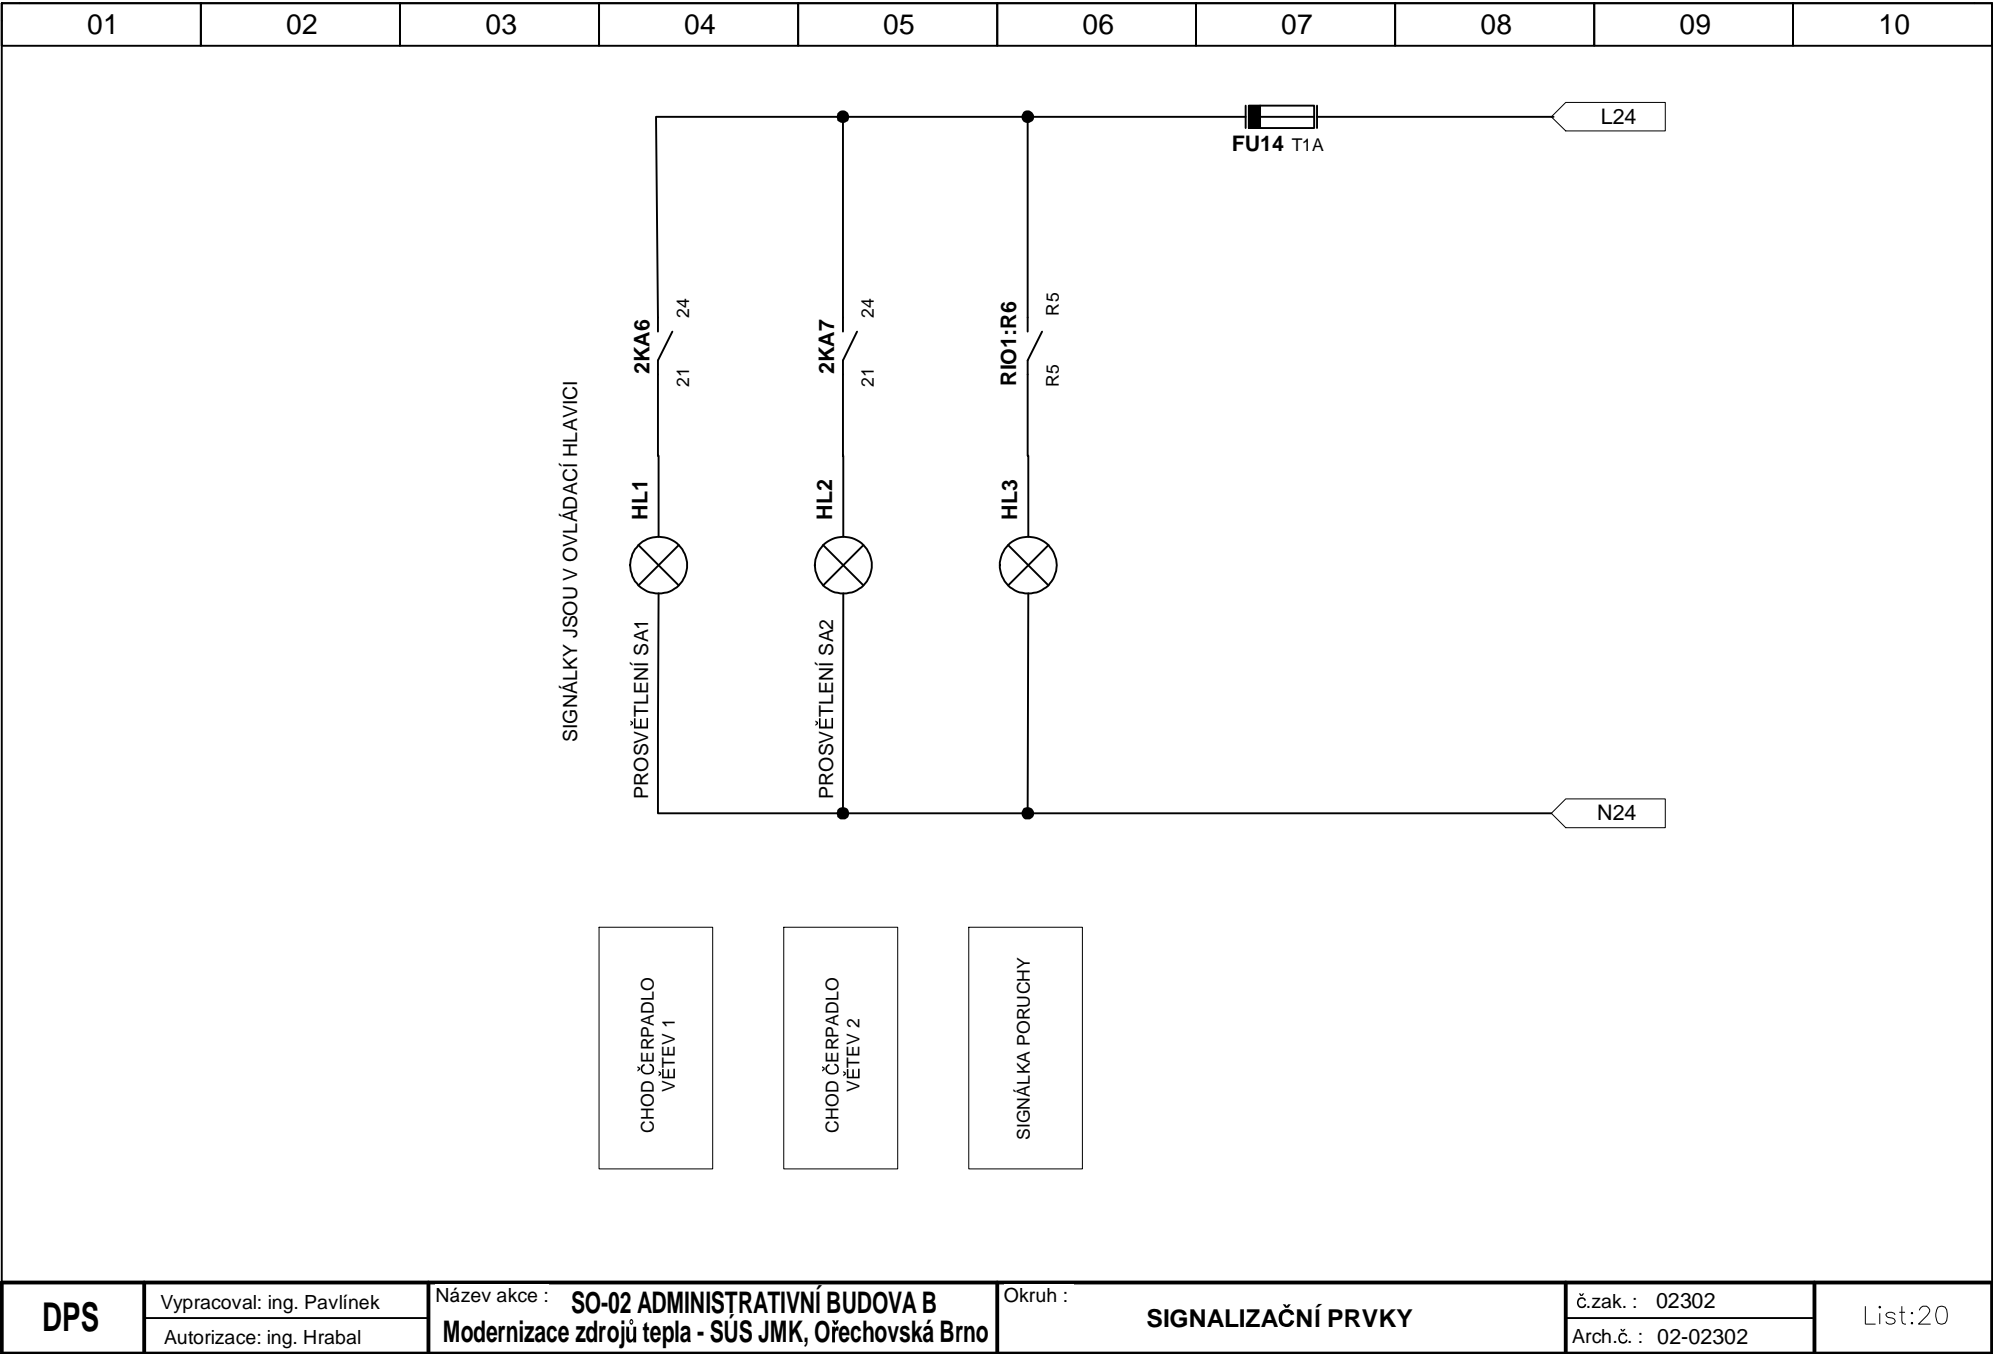 01 02 03 04 05 06 07 08 09 10
L24
FU14 T1A
2KA6 24 21
2KA7 24 21
RIO1:R6 R5 R5
SIGNÁLKY JSOU V OVLÁDACÍ HLAVICI
HL1
HL2
HL3
PROSVĚTLENÍ SA1
PROSVĚTLENÍ SA2
N24
CHOD ČERPADLO
VĚTEV 1
CHOD ČERPADLO
VĚTEV 2
SIGNÁLKA PORUCHY
DPS
Vypracoval: ing. Pavlínek
Autorizace: ing. Hrabal
Název akce : SO-02 ADMINISTRATIVNÍ BUDOVA B
Modernizace zdrojů tepla - SÚS JMK, Ořechovská Brno
Okruh :
SIGNALIZAČNÍ PRVKY
č.zak. : 02302
Arch.č. : 02-02302
List:20